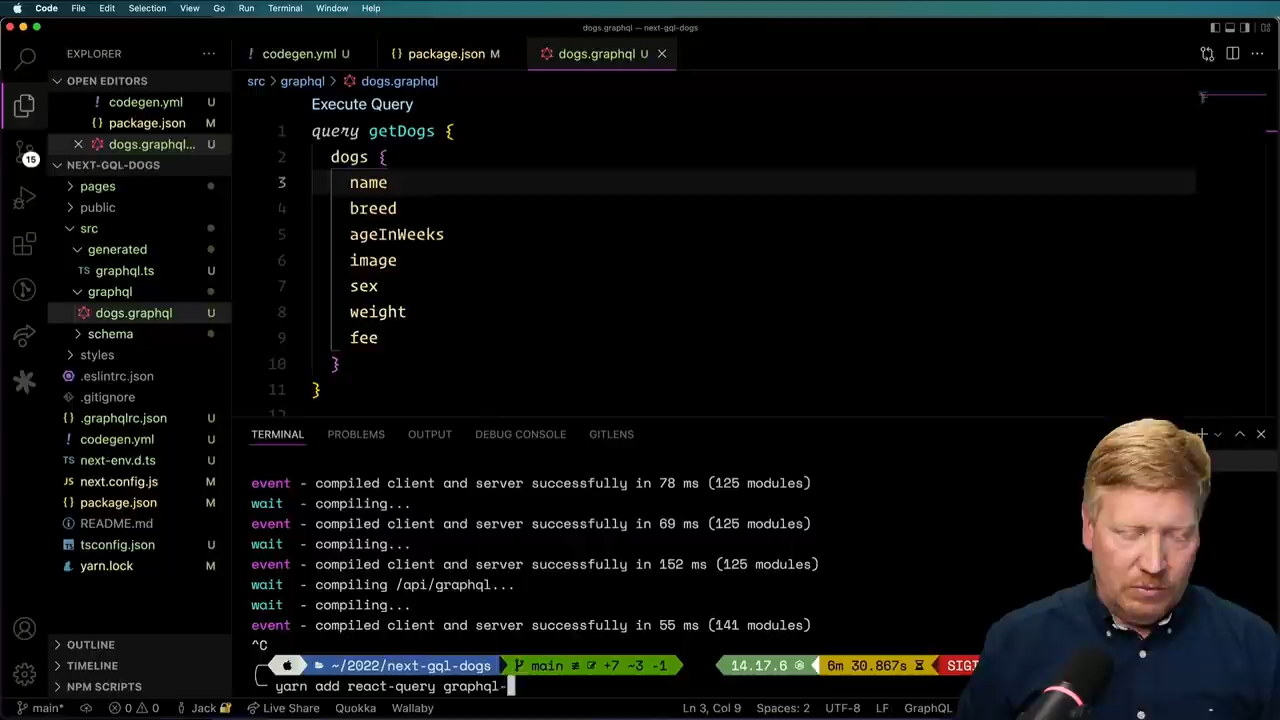 Code File Edit Selection View Go Run Terminal Window Help
dogs.graphql — next-gql-dogs
EXPLORER
OPEN EDITORS
codegen.yml U
package.json M
dogs.graphql... U
15
NEXT-GQL-DOGS
pages
public
src
generated
TS graphql.ts U
graphql
dogs.graphql U
schema
styles
.eslintrc.json
.gitignore
{} .graphqlrc.json U
! codegen.yml U
TS next-env.d.ts U
JS next.config.js M
{} package.json M
README.md
tsconfig.json U
yarn.lock M
OUTLINE
TIMELINE
NPM SCRIPTS
! codegen.yml U {} package.json M dogs.graphql U
src > graphql > dogs.graphql
Execute Query
1 query getDogs {
2 dogs {
3 name
4 breed
5 ageInWeeks
6 image
7 sex
8 weight
9 fee
10 }
11 }
12
TERMINAL PROBLEMS OUTPUT DEBUG CONSOLE GITLENS
event - compiled client and server successfully in 78 ms (125 modules)
wait - compiling...
event - compiled client and server successfully in 69 ms (125 modules)
wait - compiling...
event - compiled client and server successfully in 152 ms (125 modules)
wait - compiling /api/graphql...
wait - compiling...
event - compiled client and server successfully in 55 ms (141 modules)
^C
~/2022/next-gql-dogs main ≢ +7 ~3 -1 14.17.6 6m 30.867s SIGI
yarn add react-query graphql-
main* 0 0 Jack Live Share Quokka Wallaby Ln 3, Col 9 Spaces: 2 UTF-8 LF GraphQL